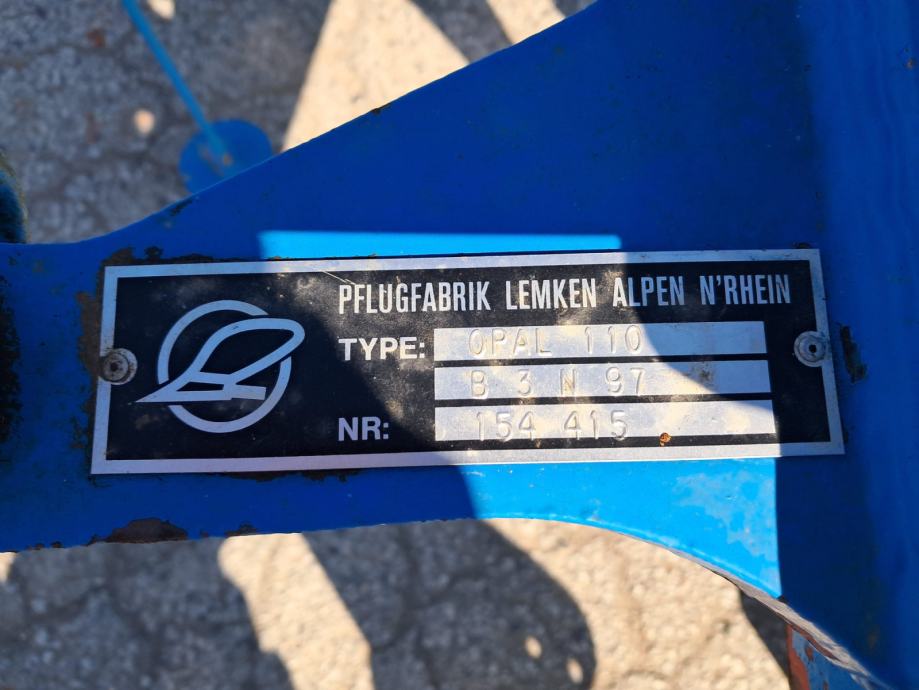 PFLUGFABRIK LEMKEN ALPEN N'RHEIN
TYPE: OPAL 110
B 3 N 97
NR: 154 415